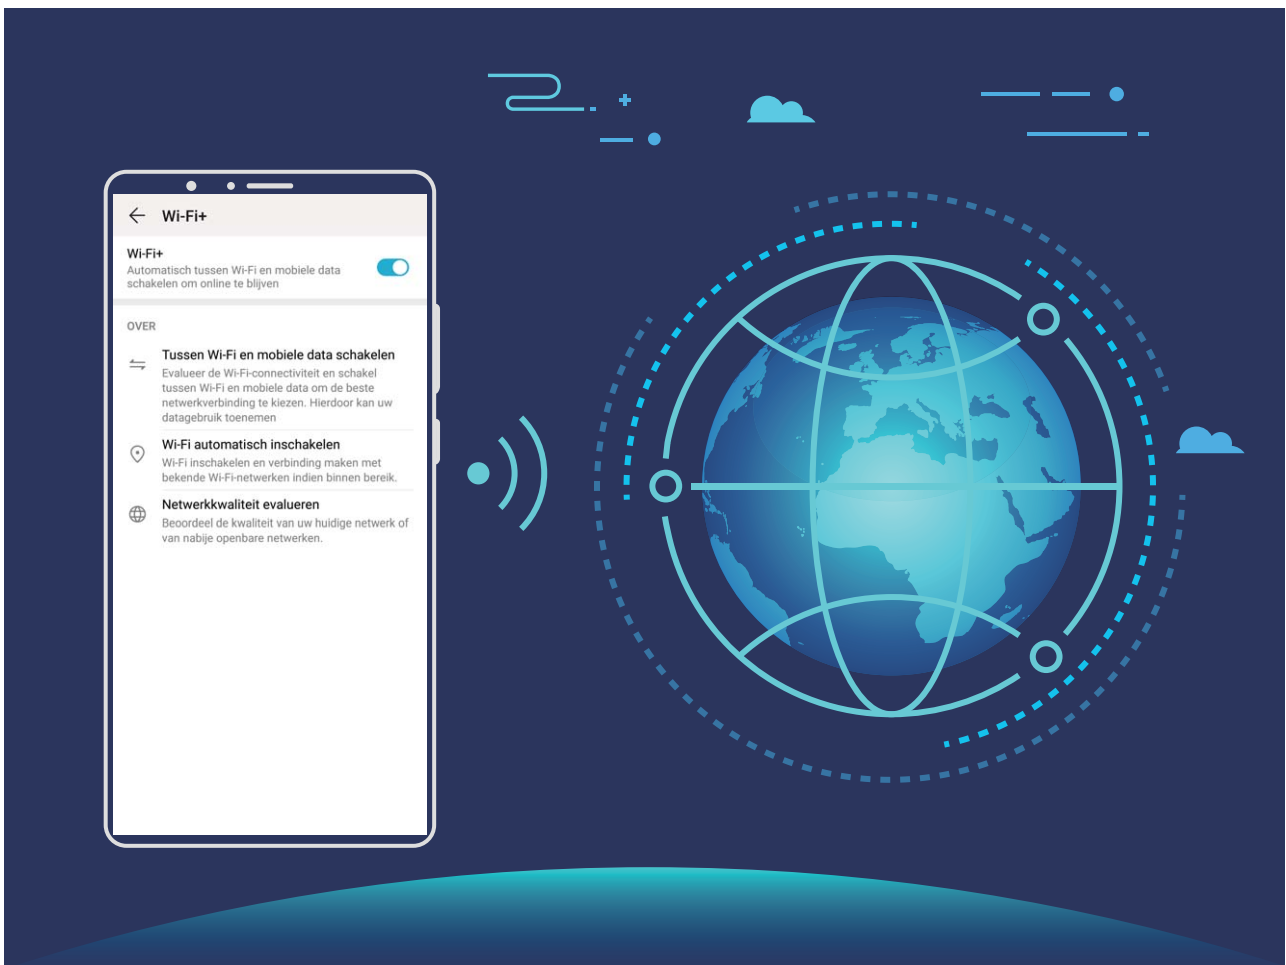 Wi-Fi+
Wi-Fi+
Automatisch tussen Wi-Fi en mobiele data
schakelen om online te blijven
OVER
Tussen Wi-Fi en mobiele data schakelen
Evalueer de Wi-Fi-connectiviteit en schakel
tussen Wi-Fi en mobiele data om de beste
netwerkverbinding te kiezen. Hierdoor kan uw
datagebruik toenemen
Wi-Fi automatisch inschakelen
Wi-Fi inschakelen en verbinding maken met
bekende Wi-Fi-netwerken indien binnen bereik.
Netwerkkwaliteit evalueren
Beoordeel de kwaliteit van uw huidige netwerk of
van nabije openbare netwerken.